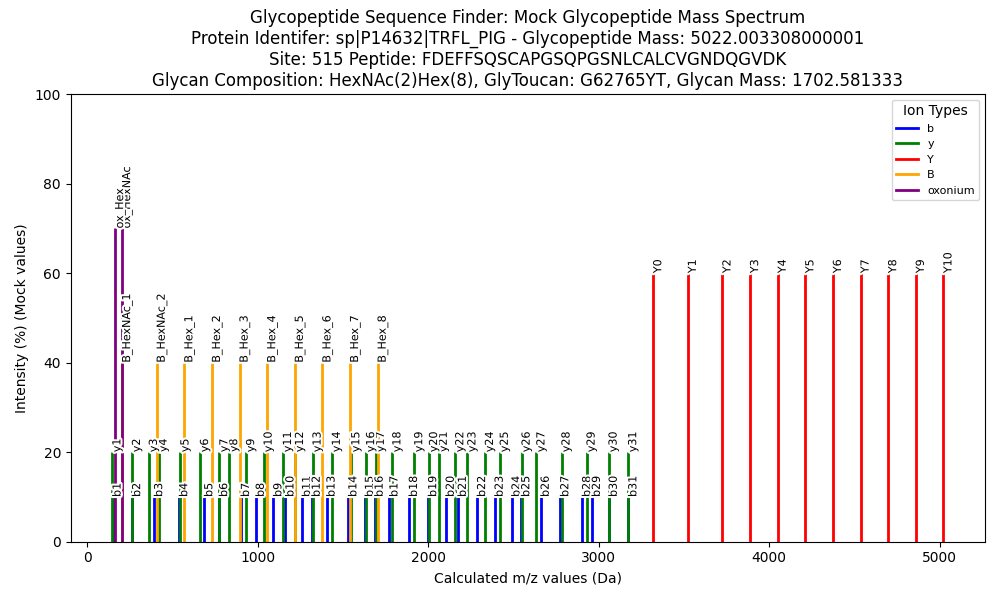 Glycopeptide Sequence Finder: Mock Glycopeptide Mass Spectrum
Protein Identifer: sp|P14632|TRFL_PIG - Glycopeptide Mass: 5022.003308000001
Site: 515 Peptide: FDEFFSQSCAPGSQPGSNLCALCVGNDQGVDK
Glycan Composition: HexNAc(2)Hex(8), GlyToucan: G62765YT, Glycan Mass: 1702.581333
Intensity (%) (Mock values)
100
80
60
40
20
0
Ion Types
b
y
Y
B
oxonium
ox_Hex
ox_HexNAc
Y0
Y1
Y2
Y3
Y4
Y5
Y6
Y7
Y8
Y9
Y10
B_HexNAc_1
B_HexNAc_2
B_Hex_1
B_Hex_2
B_Hex_3
B_Hex_4
B_Hex_5
B_Hex_6
B_Hex_7
B_Hex_8
y1
y2
y3
y4
y5
y6
y7
y8
y9
y10
y11
y12
y13
y14
y15
y16
y17
y18
y19
y20
y21
y22
y23
y24
y25
y26
y27
y28
y29
y30
y31
b1
b2
b3
b4
b5
b6
b7
b8
b9
b10
b11
b12
b13
b14
b15
b16
b17
b18
b19
b20
b21
b22
b23
b24
b25
b26
b27
b28
b29
b30
b31
0
1000
2000
3000
4000
5000
Calculated m/z values (Da)